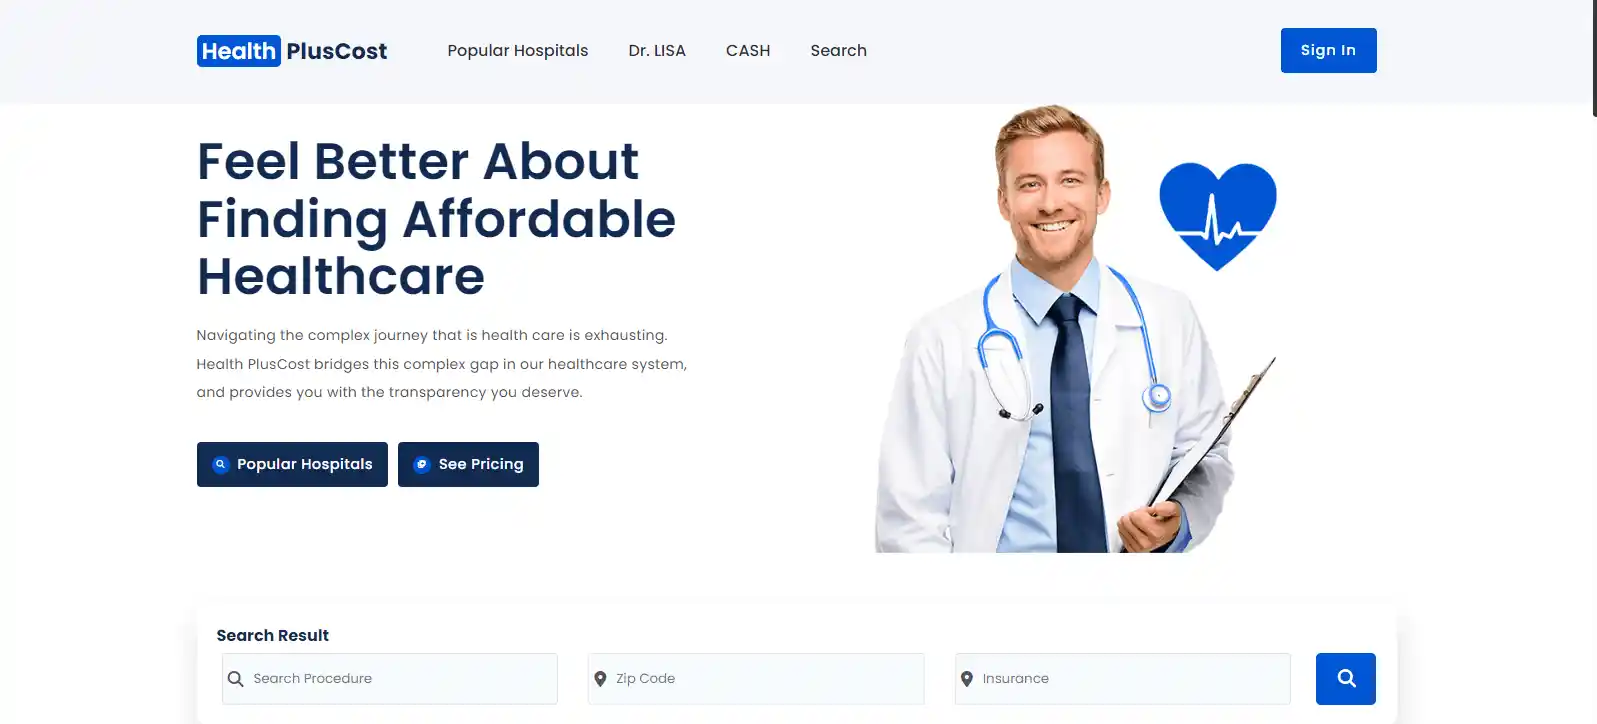 Health PlusCost
Popular Hospitals
Dr. LISA
CASH
Search
Sign In
Feel Better About
Finding Affordable
Healthcare
Navigating the complex journey that is health care is exhausting.
Health PlusCost bridges this complex gap in our healthcare system,
and provides you with the transparency you deserve.
Popular Hospitals
See Pricing
Search Result
Search Procedure
Zip Code
Insurance